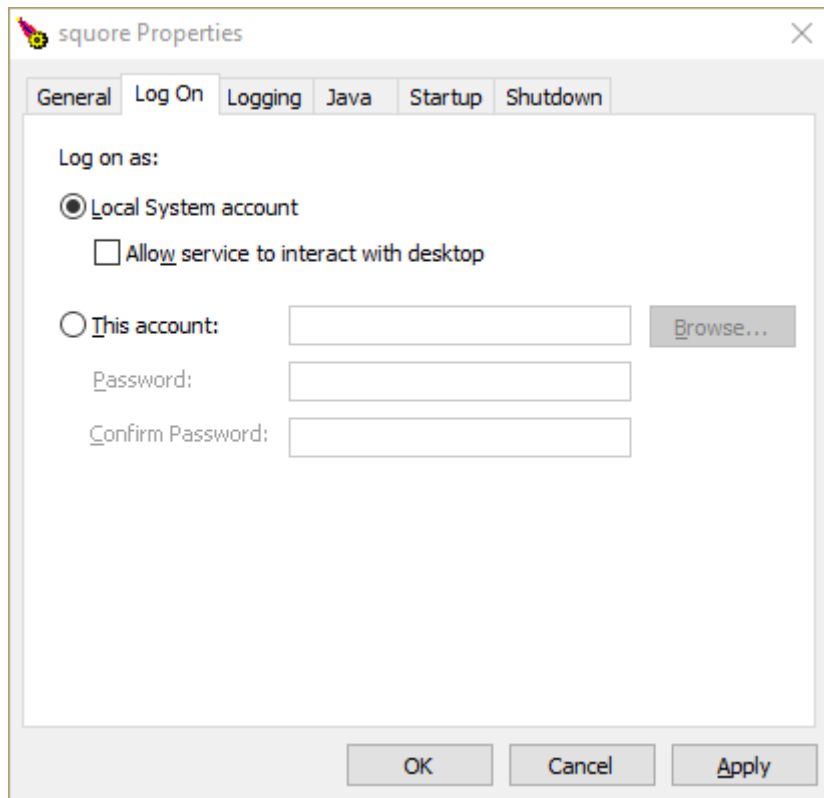 squore Properties
General Log On Logging Java Startup Shutdown
Log on as:
Local System account
Allow service to interact with desktop
This account: Browse...
Password:
Confirm Password:
OK Cancel Apply